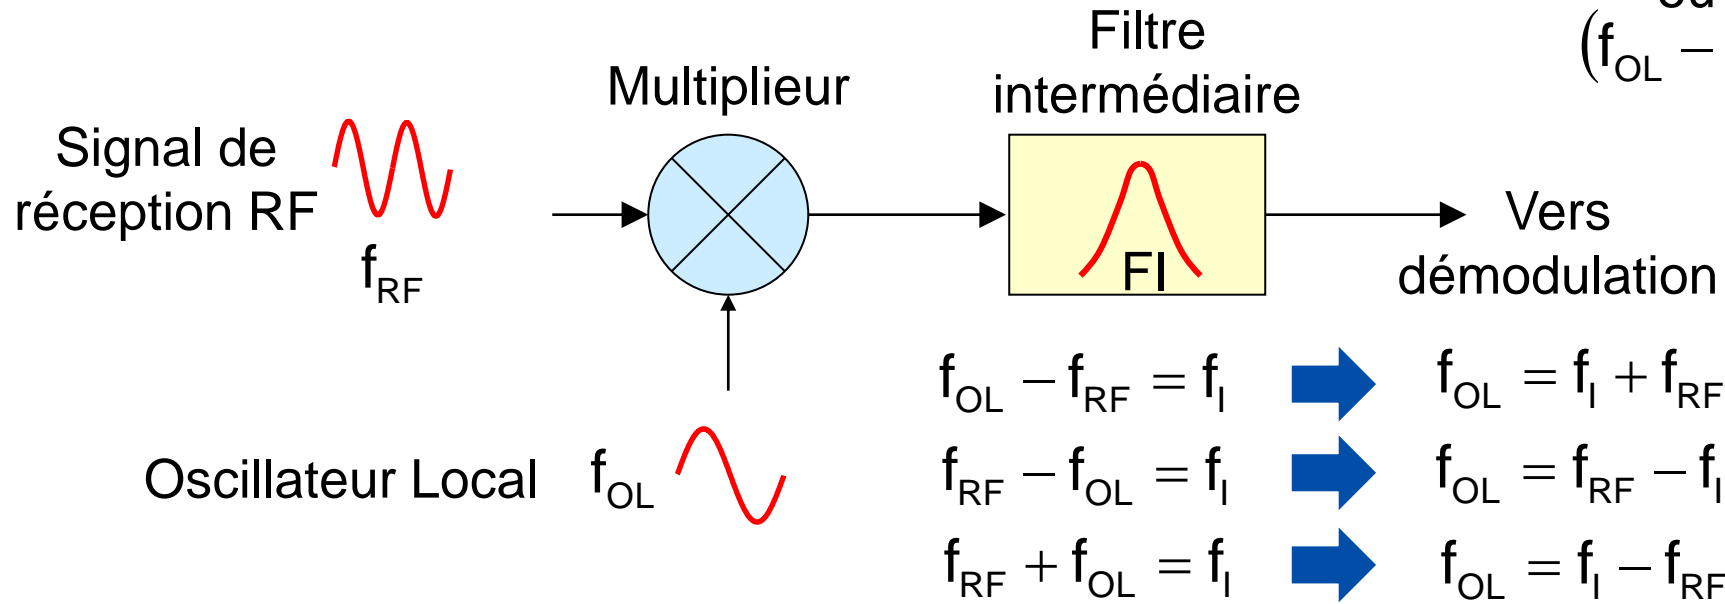 Filtre
intermédiaire
(f_OL −
Multiplieur
Signal de
réception RF
f_RF
FI
Vers
démodulation
Oscillateur Local f_OL
f_OL − f_RF = f_I f_OL = f_I + f_RF
f_RF − f_OL = f_I f_OL = f_RF − f_I
f_RF + f_OL = f_I f_OL = f_I − f_RF